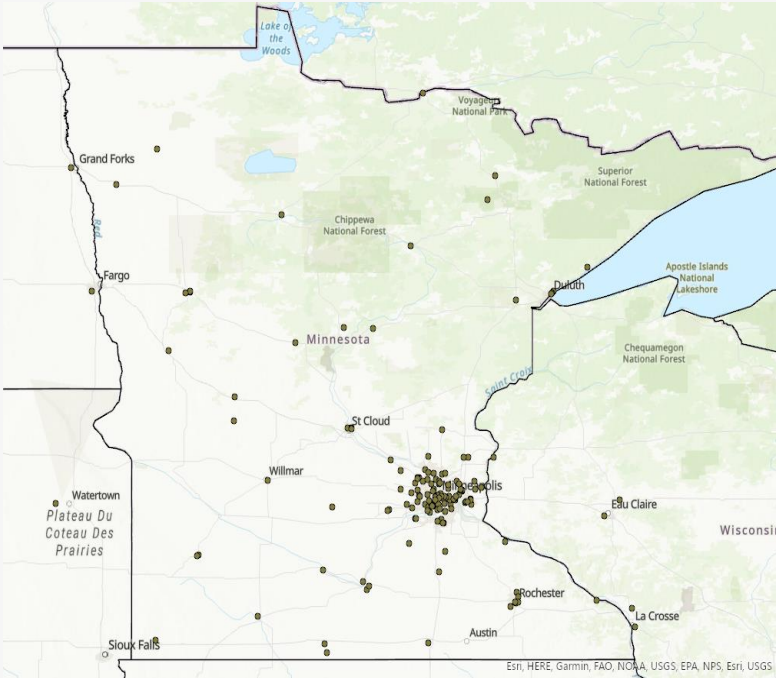 Lake of
the
Woods
Voyageurs
National Park
Grand Forks
Superior
National Forest
Chippewa
National Forest
Red
Apostle Islands
National
Lakeshore
Fargo
Duluth
Minnesota
Chequamegon
National Forest
Saint Croix
St Cloud
Willmar
Minneapolis
Watertown
Eau Claire
Plateau Du
Coteau Des
Prairies
Wisconsin
Rochester
La Crosse
Austin
Sioux Falls
Esri, HERE, Garmin, FAO, NOAA, USGS, EPA, NPS, Esri, USGS